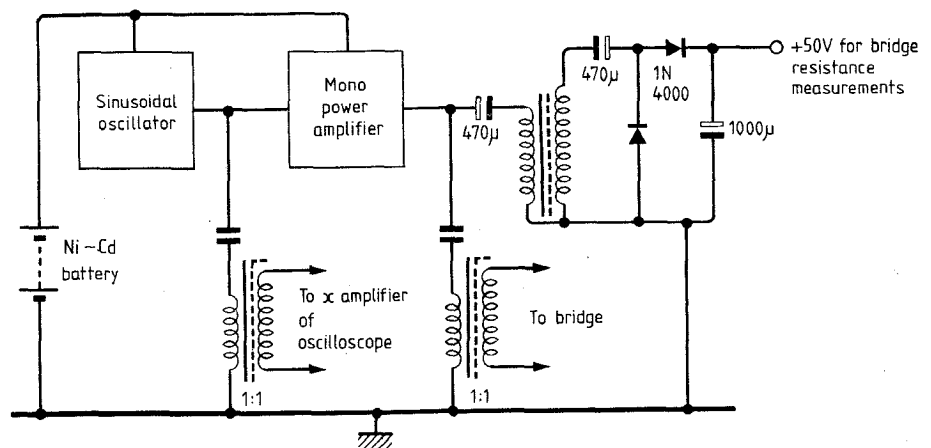 Sinusoidal
oscillator
Mono
power
amplifier
470µ
470µ
1N
4000
+50V for bridge
resistance
measurements
1000µ
Ni-Cd
battery
To x amplifier
of
oscilloscope
1:1
To bridge
1:1